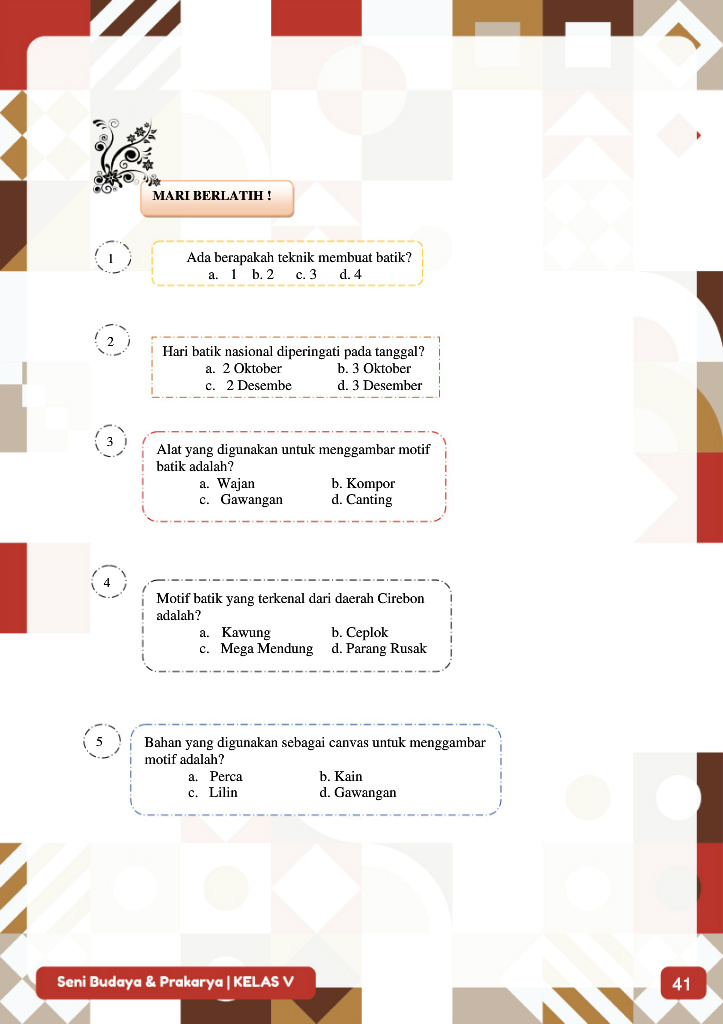 MARI BERLATIH !
1
Ada berapakah teknik membuat batik?
a. 1 b. 2 c. 3 d. 4
2
Hari batik nasional diperingati pada tanggal?
a. 2 Oktober b. 3 Oktober
c. 2 Desembe d. 3 Desember
3
Alat yang digunakan untuk menggambar motif
batik adalah?
a. Wajan b. Kompor
c. Gawangan d. Canting
4
Motif batik yang terkenal dari daerah Cirebon
adalah?
a. Kawung b. Ceplok
c. Mega Mendung d. Parang Rusak
5
Bahan yang digunakan sebagai canvas untuk menggambar
motif adalah?
a. Perca b. Kain
c. Lilin d. Gawangan
Seni Budaya & Prakarya | KELAS V
41